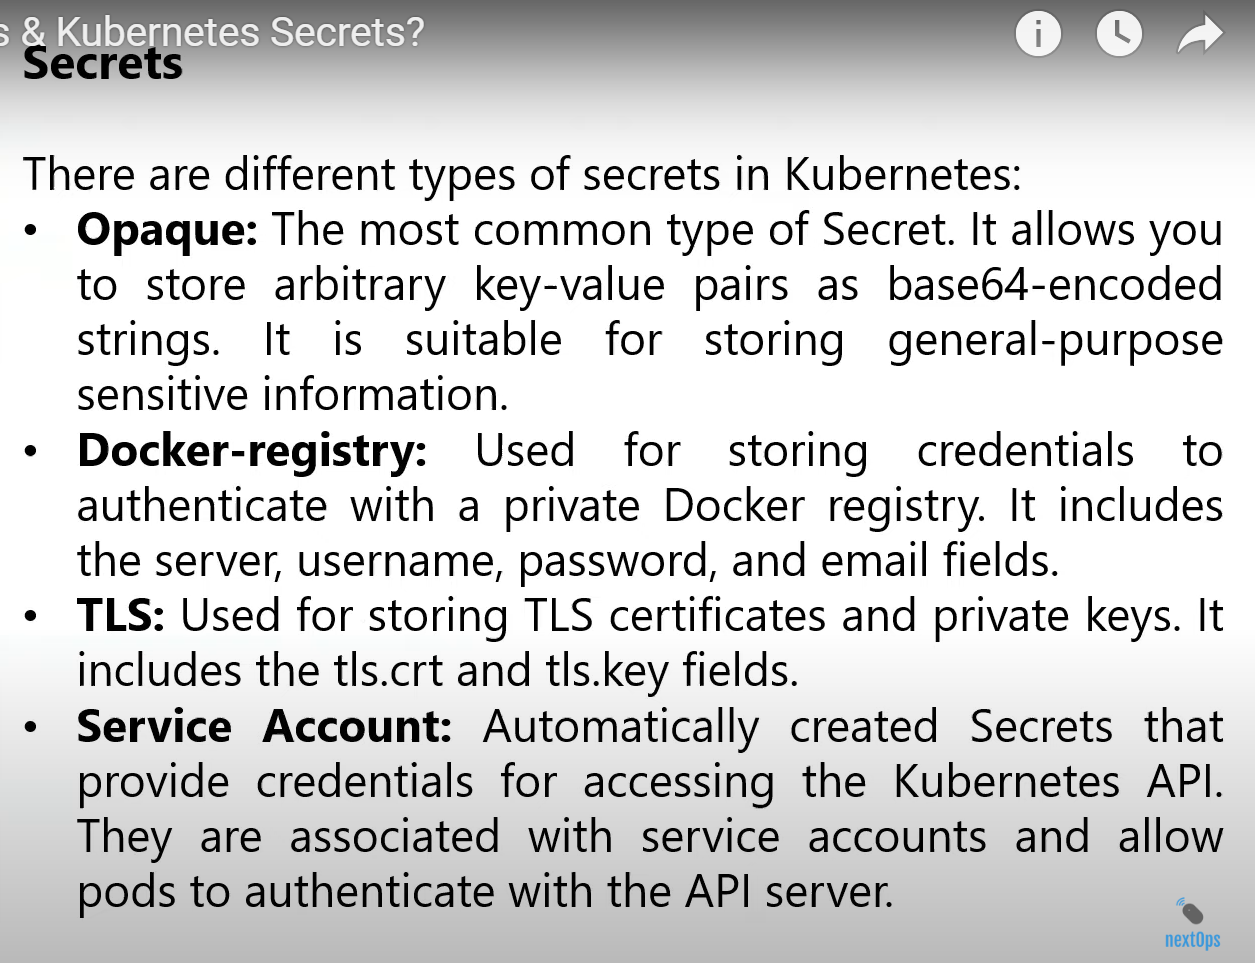 s & Kubernetes Secrets?
Secrets
There are different types of secrets in Kubernetes:
• Opaque: The most common type of Secret. It allows you
to store arbitrary key-value pairs as base64-encoded
strings. It is suitable for storing general-purpose
sensitive information.
• Docker-registry: Used for storing credentials to
authenticate with a private Docker registry. It includes
the server, username, password, and email fields.
• TLS: Used for storing TLS certificates and private keys. It
includes the tls.crt and tls.key fields.
• Service Account: Automatically created Secrets that
provide credentials for accessing the Kubernetes API.
They are associated with service accounts and allow
pods to authenticate with the API server.
nextOps